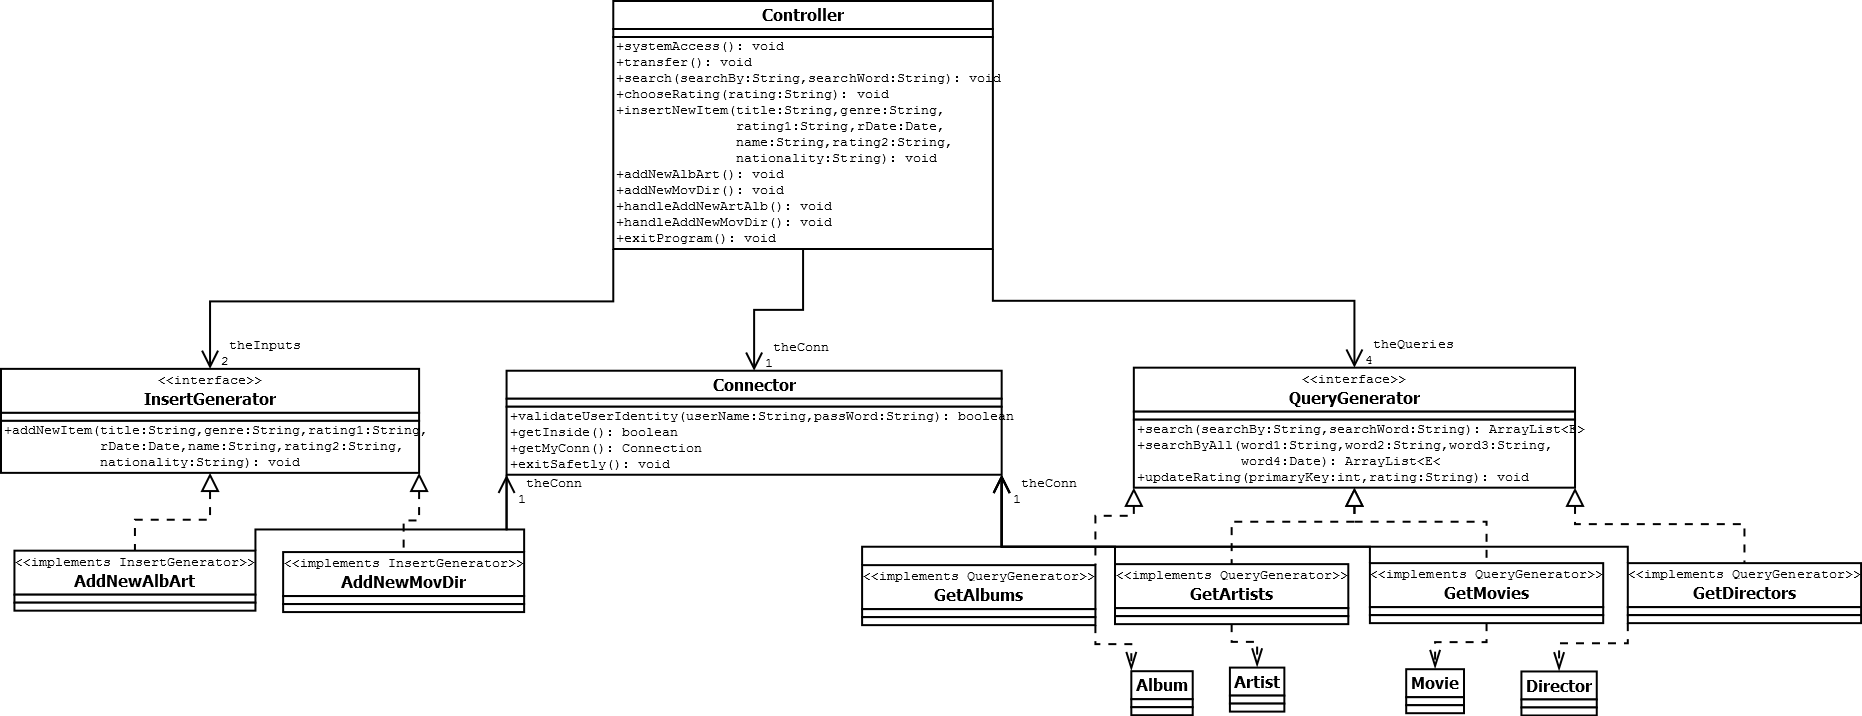 Controller
+systemAccess(): void
+transfer(): void
+search(searchBy:String,searchWord:String): void
+chooseRating(rating:String): void
+insertNewItem(title:String,genre:String,
rating1:String,rDate:Date,
name:String,rating2:String,
nationality:String): void
+addNewAlbArt(): void
+addNewMovDir(): void
+handleAddNewArtAlb(): void
+handleAddNewMovDir(): void
+exitProgram(): void
theInputs
2
theConn
1
theQueries
4
<<interface>>
InsertGenerator
+addNewItem(title:String,genre:String,rating1:String,
rDate:Date,name:String,rating2:String,
nationality:String): void
Connector
+validateUserIdentity(userName:String,passWord:String): boolean
+getInside(): boolean
+getMyConn(): Connection
+exitSafetly(): void
<<interface>>
QueryGenerator
+search(searchBy:String,searchWord:String): ArrayList<E>
+searchByAll(word1:String,word2:String,word3:String,
word4:Date): ArrayList<E<
+updateRating(primaryKey:int,rating:String): void
theConn
1
theConn
1
<<implements InsertGenerator>>
AddNewAlbArt
<<implements InsertGenerator>>
AddNewMovDir
<<implements QueryGenerator>>
GetAlbums
<<implements QueryGenerator>>
GetArtists
<<implements QueryGenerator>>
GetMovies
<<implements QueryGenerator>>
GetDirectors
Album
Artist
Movie
Director